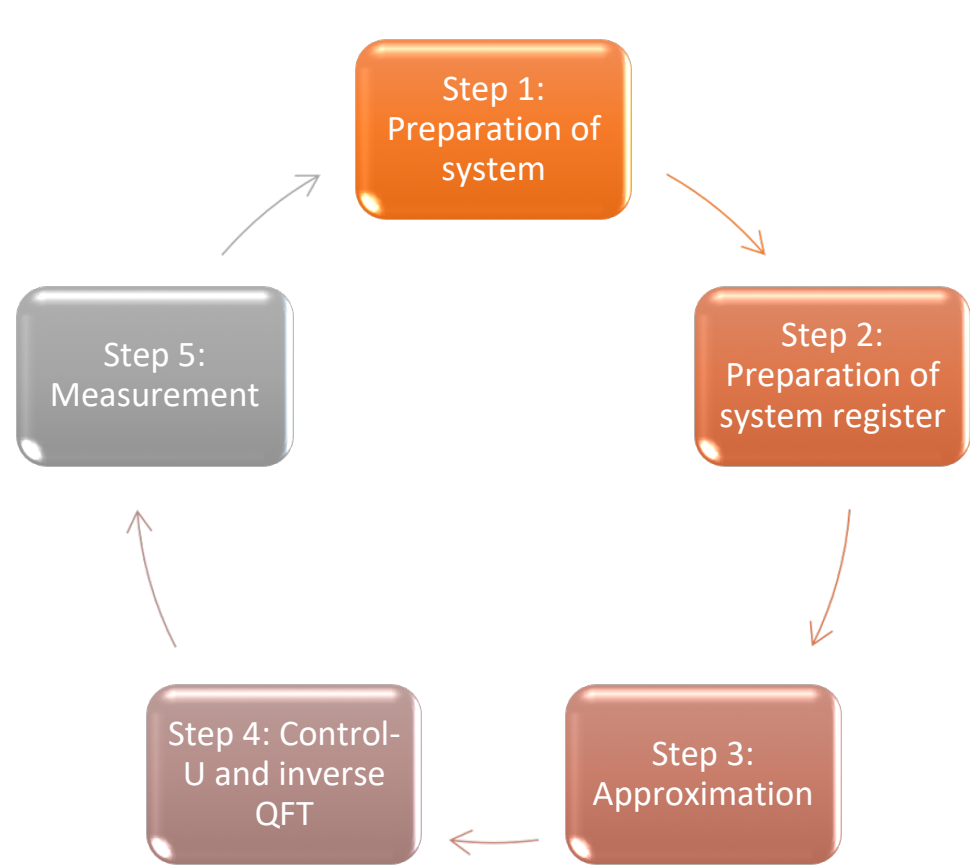 Step 1:
Preparation of
system
Step 2:
Preparation of
system register
Step 3:
Approximation
Step 4: Control-
U and inverse
QFT
Step 5:
Measurement